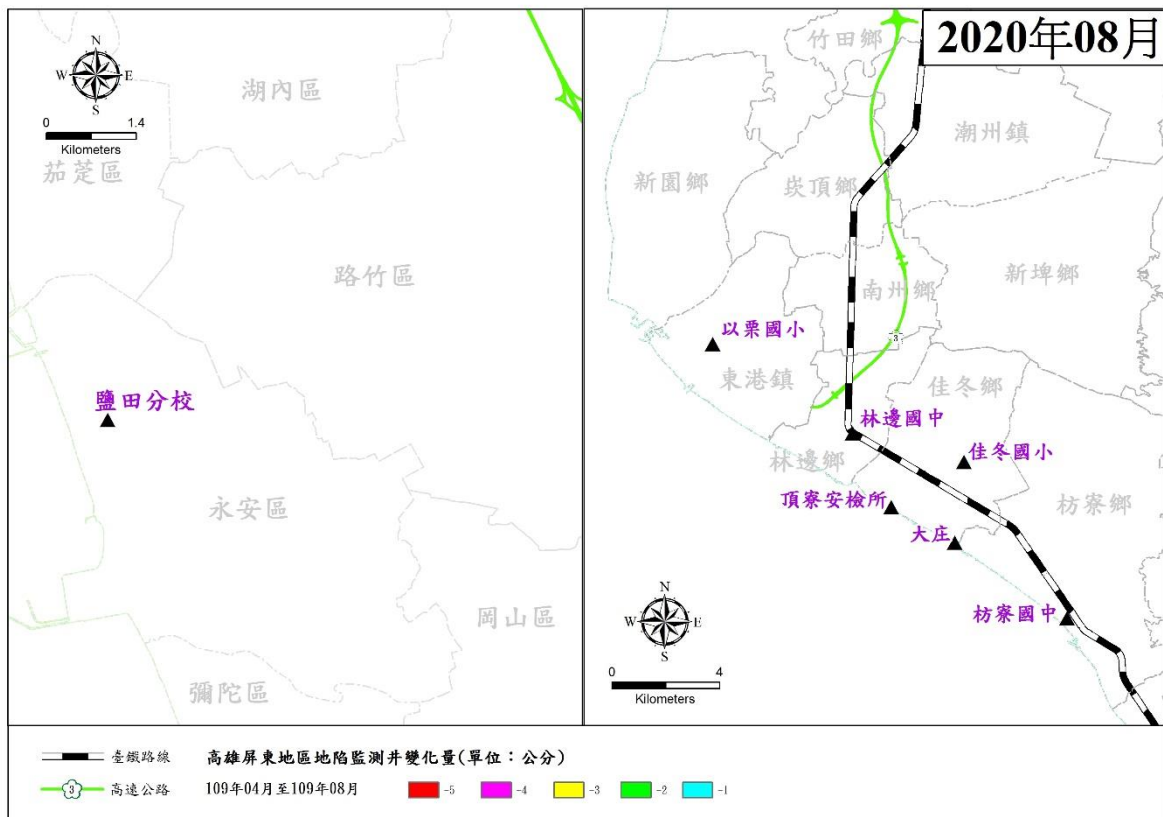 2020年08月
N
W
E
S
0
1.4
Kilometers
湖內區
茄萣區
路竹區
鹽田分校
永安區
岡山區
彌陀區
竹田鄉
潮州鎮
新園鄉
崁頂鄉
新埤鄉
南州鄉
以栗國小
3
東港鎮
佳冬鄉
林邊國中
林邊鄉
佳冬國小
頂寮安檢所
枋寮鄉
大庄
枋寮國中
N
W
E
S
0
4
Kilometers
臺鐵路線
高雄屏東地區地陷監測井變化量(單位：公分)
3
高速公路
109年04月至109年08月
-5
-4
-3
-2
-1